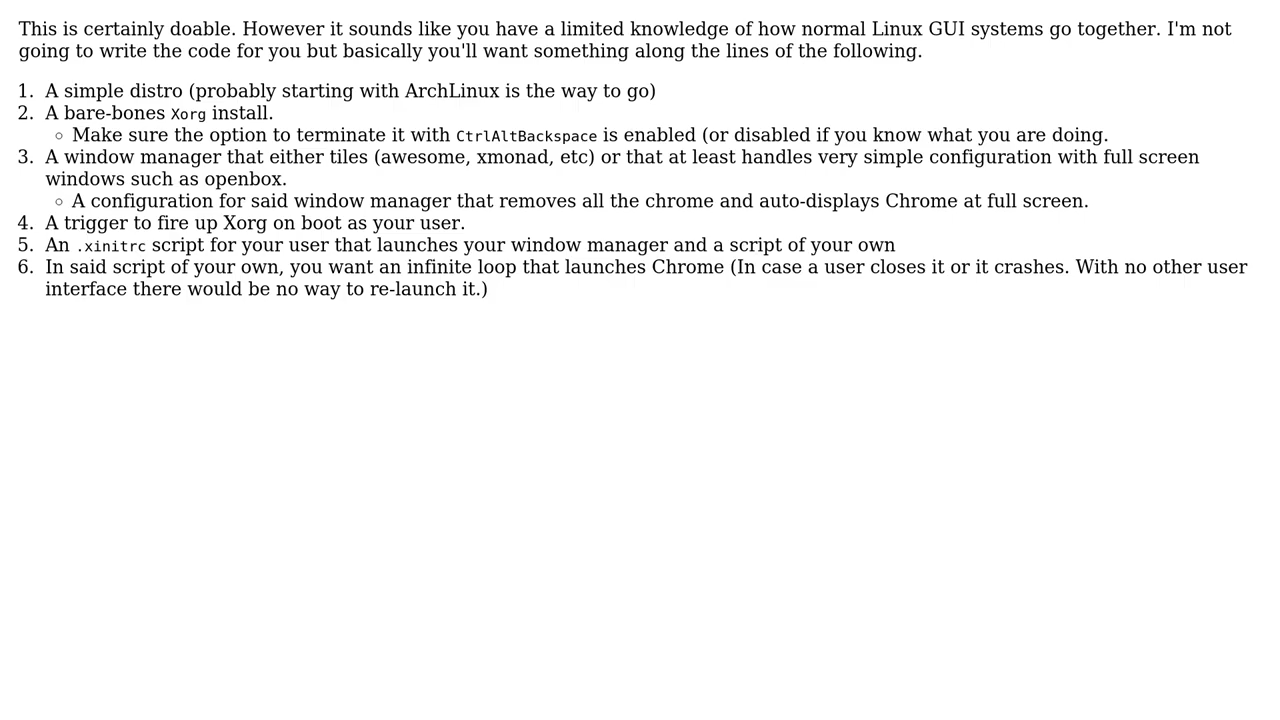 This is certainly doable. However it sounds like you have a limited knowledge of how normal Linux GUI systems go together. I'm not
going to write the code for you but basically you'll want something along the lines of the following.
1. A simple distro (probably starting with ArchLinux is the way to go)
2. A bare-bones Xorg install.
◦ Make sure the option to terminate it with CtrlAltBackspace is enabled (or disabled if you know what you are doing.
3. A window manager that either tiles (awesome, xmonad, etc) or that at least handles very simple configuration with full screen
windows such as openbox.
◦ A configuration for said window manager that removes all the chrome and auto-displays Chrome at full screen.
4. A trigger to fire up Xorg on boot as your user.
5. An .xinitrc script for your user that launches your window manager and a script of your own
6. In said script of your own, you want an infinite loop that launches Chrome (In case a user closes it or it crashes. With no other user
interface there would be no way to re-launch it.)